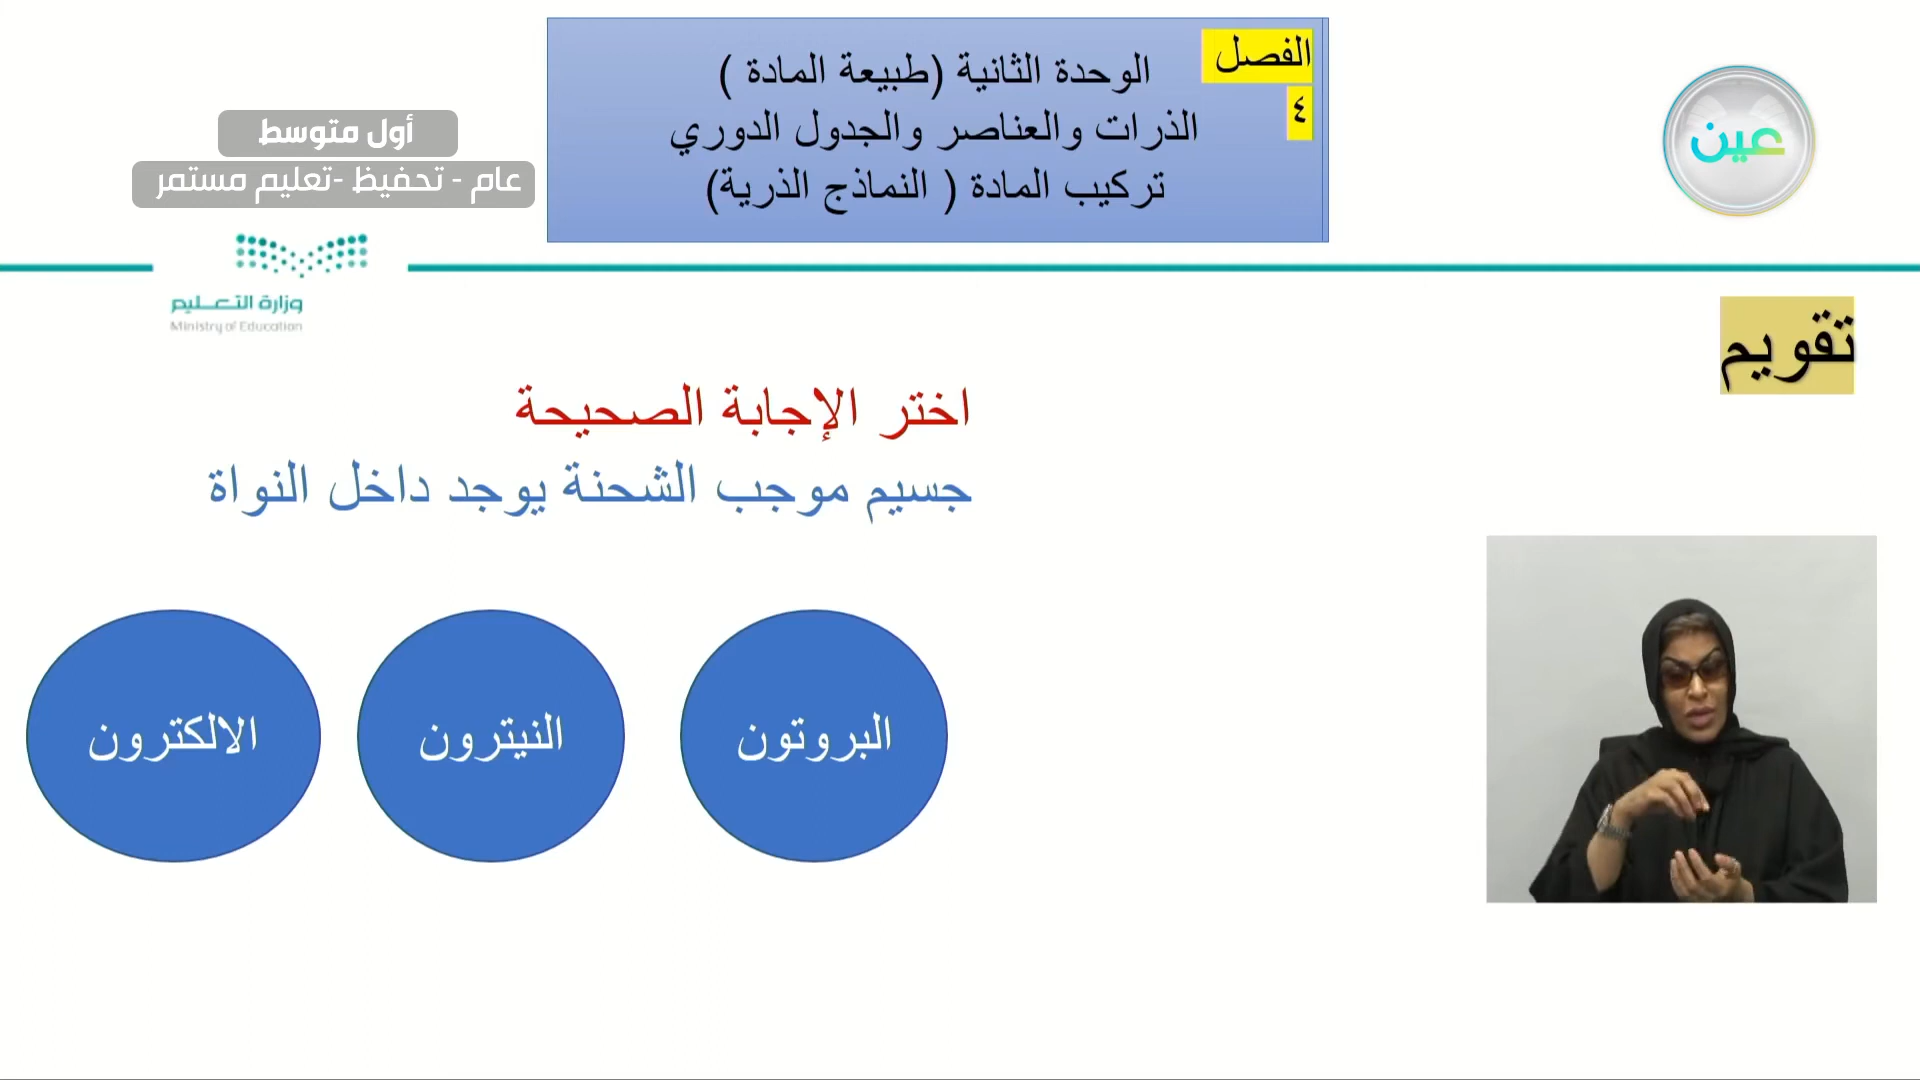 الفصل
٤
الوحدة الثانية (طبيعة المادة )
الذرات والعناصر والجدول الدوري
تركيب المادة ( النماذج الذرية)
عين
أول متوسط
عام - تحفيظ -تعليم مستمر
وزارة التعليم
Ministry of Education
تقويم
اختر الإجابة الصحيحة
جسيم موجب الشحنة يوجد داخل النواة
البروتون
النيترون
الالكترون